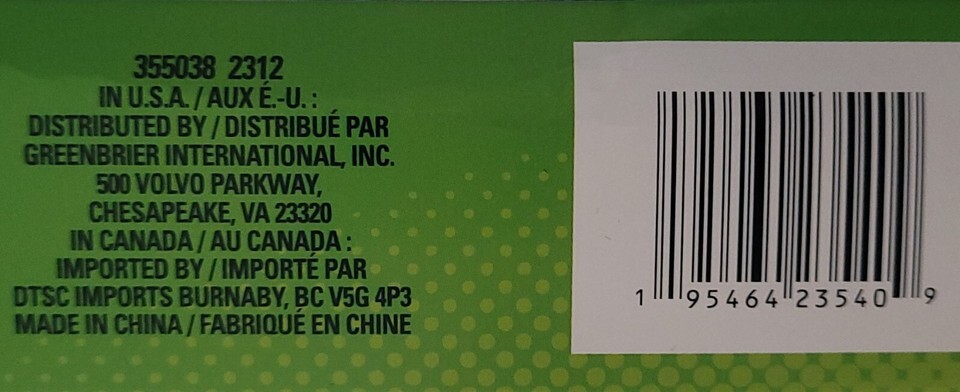 355038 2312
IN U.S.A. / AUX É.-U. :
DISTRIBUTED BY / DISTRIBUÉ PAR
GREENBRIER INTERNATIONAL, INC.
500 VOLVO PARKWAY,
CHESAPEAKE, VA 23320
IN CANADA / AU CANADA :
IMPORTED BY / IMPORTÉ PAR
DTSC IMPORTS BURNABY, BC V5G 4P3
MADE IN CHINA / FABRIQUÉ EN CHINE
1 95464 23540 9